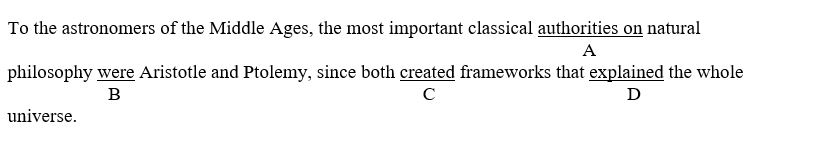 To the astronomers of the Middle Ages, the most important classical authorities on natural
A
philosophy were Aristotle and Ptolemy, since both created frameworks that explained the whole
B C D
universe.